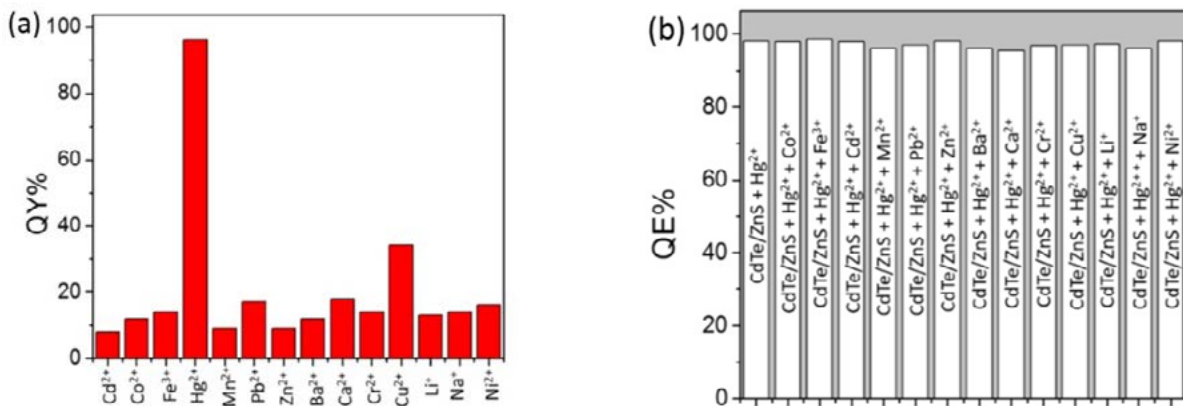 (a)
QY%
100
80
60
40
20
0
Cd²⁺
Co²⁺
Fe³⁺
Hg²⁺
Mn²⁺
Pb²⁺
Zn²⁺
Ba²⁺
Ca²⁺
Cr²⁺
Cu²⁺
Li⁺
Na⁺
Ni²⁺
(b)
QE%
100
80
60
40
20
0
CdTe/ZnS + Hg²⁺
CdTe/ZnS + Hg²⁺ + Co²⁺
CdTe/ZnS + Hg²⁺ + Fe³⁺
CdTe/ZnS + Hg²⁺ + Cd²⁺
CdTe/ZnS + Hg²⁺ + Mn²⁺
CdTe/ZnS + Hg²⁺ + Pb²⁺
CdTe/ZnS + Hg²⁺ + Zn²⁺
CdTe/ZnS + Hg²⁺ + Ba²⁺
CdTe/ZnS + Hg²⁺ + Ca²⁺
CdTe/ZnS + Hg²⁺ + Cr²⁺
CdTe/ZnS + Hg²⁺ + Cu²⁺
CdTe/ZnS + Hg²⁺ + Li⁺
CdTe/ZnS + Hg²⁺⁺ + Na⁺
CdTe/ZnS + Hg²⁺ + Ni²⁺